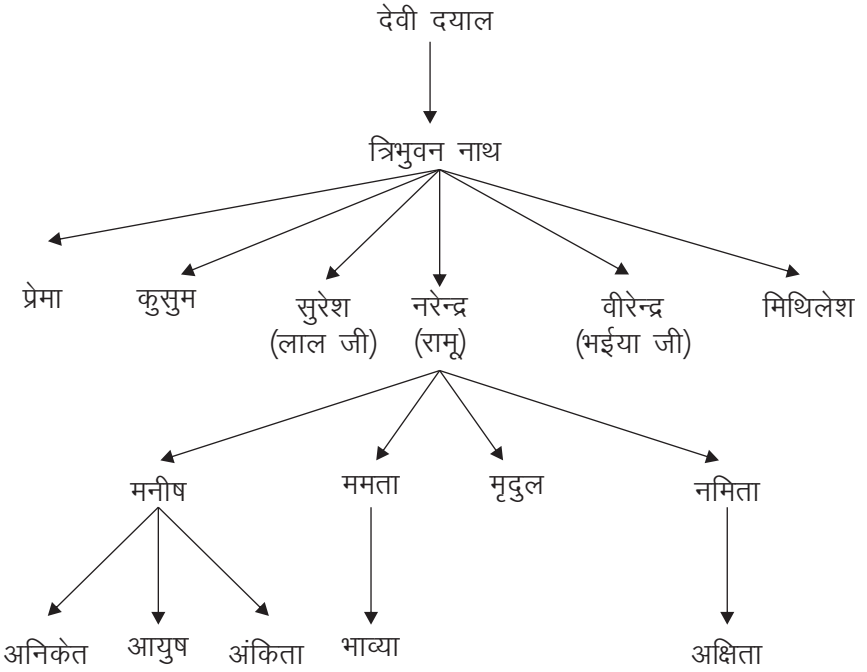 देवी दयाल
त्रिभुवन नाथ
प्रेमा
कुसुम
सुरेश
(लाल जी)
नरेन्द्र
(रामू)
वीरेन्द्र
(भईया जी)
मिथिलेश
मनीष
ममता
मृदुल
नमिता
अनिकेत
आयुष
अंकिता
भाव्या
अक्षिता